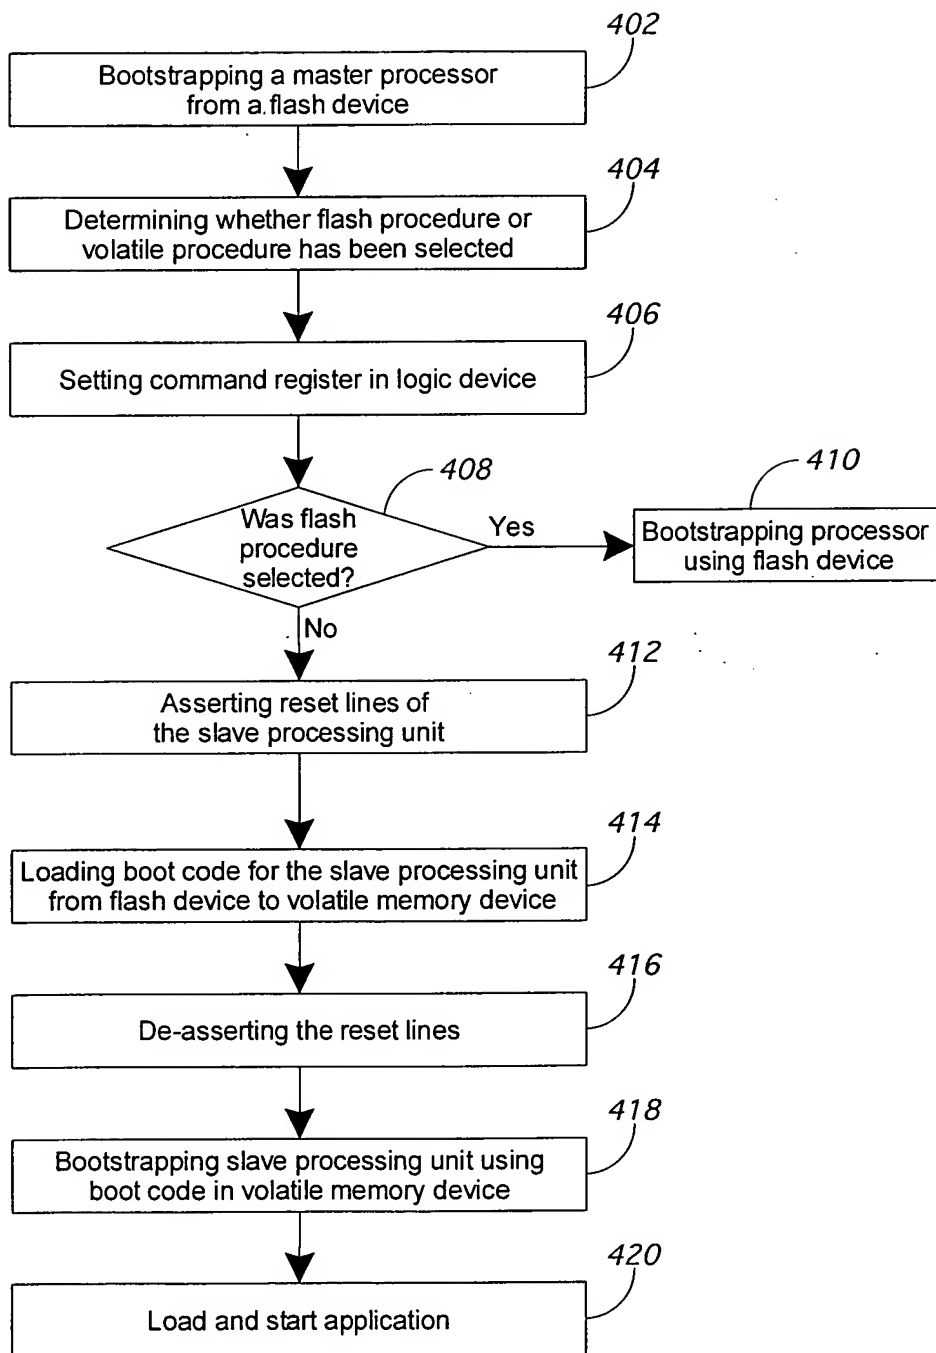 402
Bootstrapping a master processor
from a flash device
404
Determining whether flash procedure or
volatile procedure has been selected
406
Setting command register in logic device
408
Was flash
procedure
selected?
Yes
410
Bootstrapping processor
using flash device
No
412
Asserting reset lines of
the slave processing unit
414
Loading boot code for the slave processing unit
from flash device to volatile memory device
416
De-asserting the reset lines
418
Bootstrapping slave processing unit using
boot code in volatile memory device
420
Load and start application